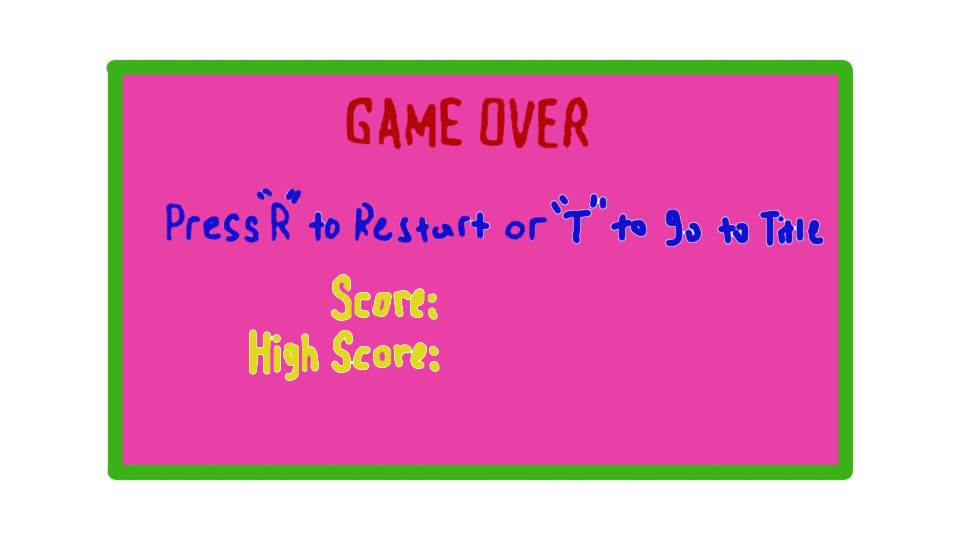 GAME OVER
Press "R" to Restart or "T" to go to Title
Score:
High Score: